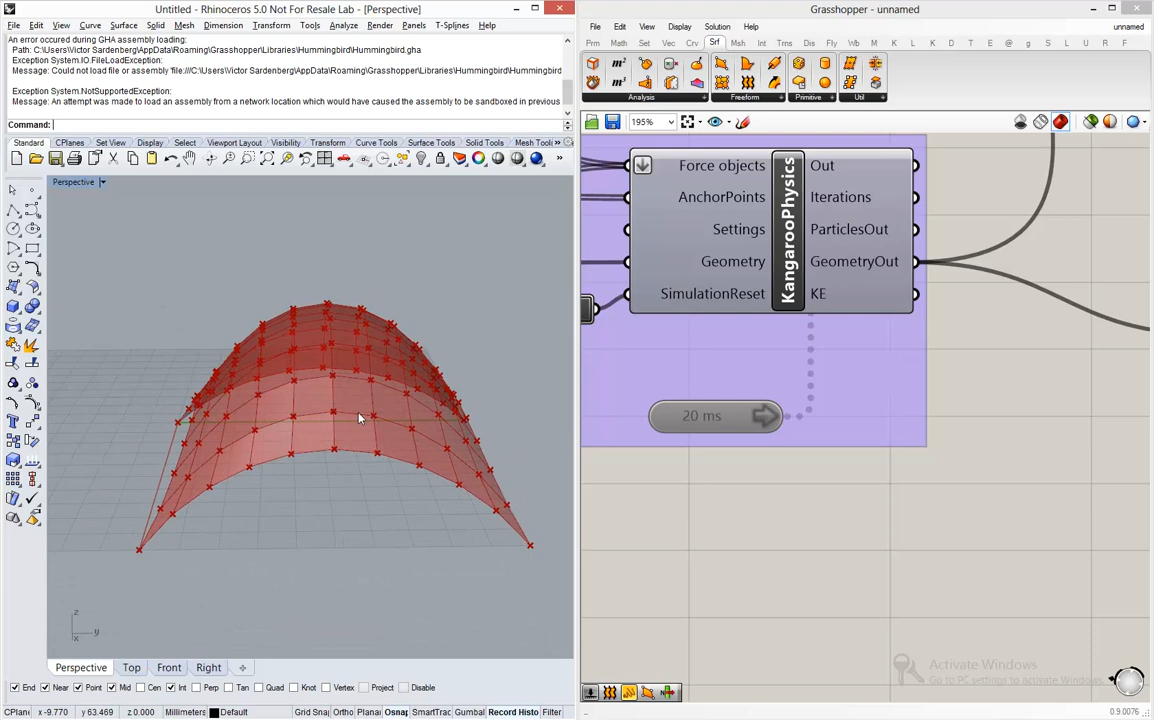 Untitled - Rhinoceros 5.0 Not For Resale Lab - [Perspective]
File Edit View Curve Surface Solid Mesh Dimension Transform Tools Analyze Render Panels T-Splines Help
An error occured during GHA assembly loading:
Path: C:\Users\Victor Sardenberg\AppData\Roaming\Grasshopper\Libraries\Hummingbird\Hummingbird.gha
Exception System.IO.FileLoadException:
Message: Could not load file or assembly 'file:///C:\Users\Victor Sardenberg\AppData\Roaming\Grasshopper\Libraries\Hummingbird\Hummingbird
Exception System.NotSupportedException:
Message: An attempt was made to load an assembly from a network location which would have caused the assembly to be sandboxed in previous
Command:
Standard CPlanes Set View Display Select Viewport Layout Visibility Transform Curve Tools Surface Tools Solid Tools Mesh Tools
Perspective
z
y
x
Perspective Top Front Right
End Near Point Mid Cen Int Perp Tan Quad Knot Vertex Project Disable
CPlane x -9.770 y 63.469 z 0.000 Millimeters Default Grid Snap Ortho Planar Osnap SmartTrac Gumball Record Histo Filter
Grasshopper - unnamed
File Edit View Display Solution Help unnamed
Prm Math Set Vec Crv Srf Msh Int Trns Dis Fly Wb K L K L D F E @ g S L H M T U R F
Analysis Freeform Primitive Util
195%
Force objects
AnchorPoints
Settings
Geometry
SimulationReset
KangarooPhysics
Out
Iterations
ParticlesOut
GeometryOut
KE
20 ms
Activate Windows
Go to PC settings to activate Windows.
0.9.0076